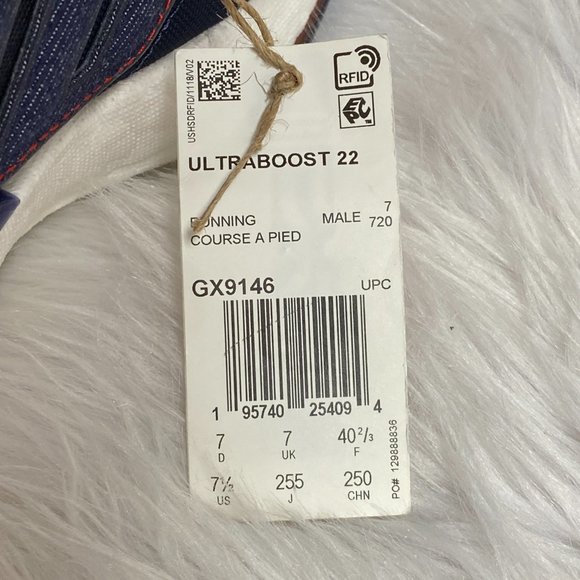 USHSDRFID/1118/V02
RFID
EPC™
ULTRABOOST 22
RUNNING
COURSE A PIED
MALE 7
720
GX9146 UPC
1 95740 25409 4
7 7 40 2/3
D UK F
7½ 255 250
US J CHN
PO# 129888836